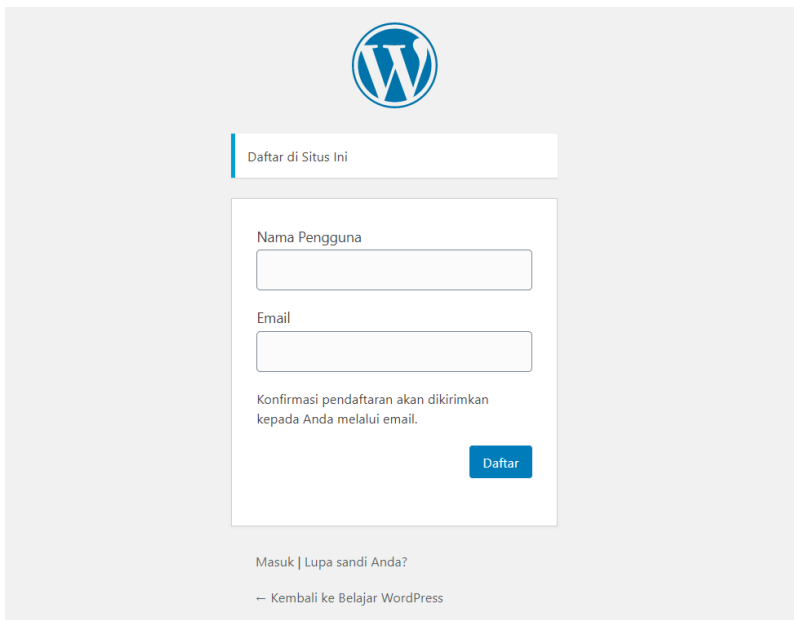 Daftar di Situs Ini
Nama Pengguna
Email
Konfirmasi pendaftaran akan dikirimkan
kepada Anda melalui email.
Daftar
Masuk | Lupa sandi Anda?
← Kembali ke Belajar WordPress